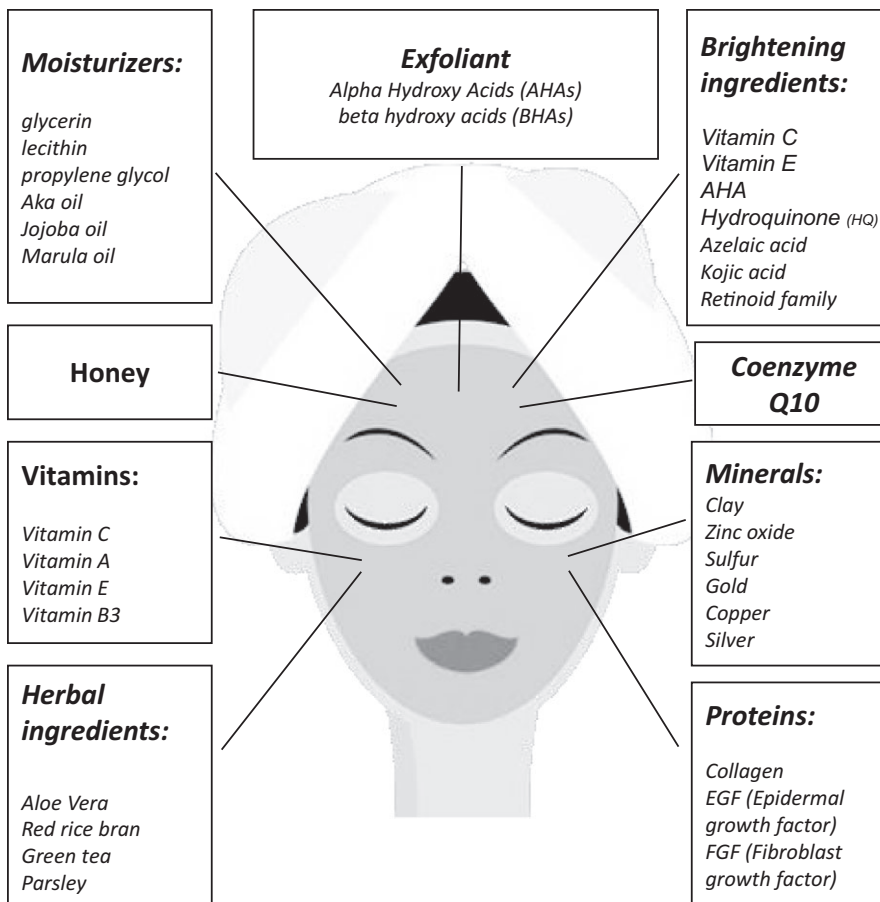 Moisturizers:
glycerin
lecithin
propylene glycol
Aka oil
Jojoba oil
Marula oil
Exfoliant
Alpha Hydroxy Acids (AHAs)
beta hydroxy acids (BHAs)
Brightening
ingredients:
Vitamin C
Vitamin E
AHA
Hydroquinone (HQ)
Azelaic acid
Kojic acid
Retinoid family
Honey
Coenzyme
Q10
Vitamins:
Vitamin C
Vitamin A
Vitamin E
Vitamin B3
Minerals:
Clay
Zinc oxide
Sulfur
Gold
Copper
Silver
Herbal
ingredients:
Aloe Vera
Red rice bran
Green tea
Parsley
Proteins:
Collagen
EGF (Epidermal
growth factor)
FGF (Fibroblast
growth factor)